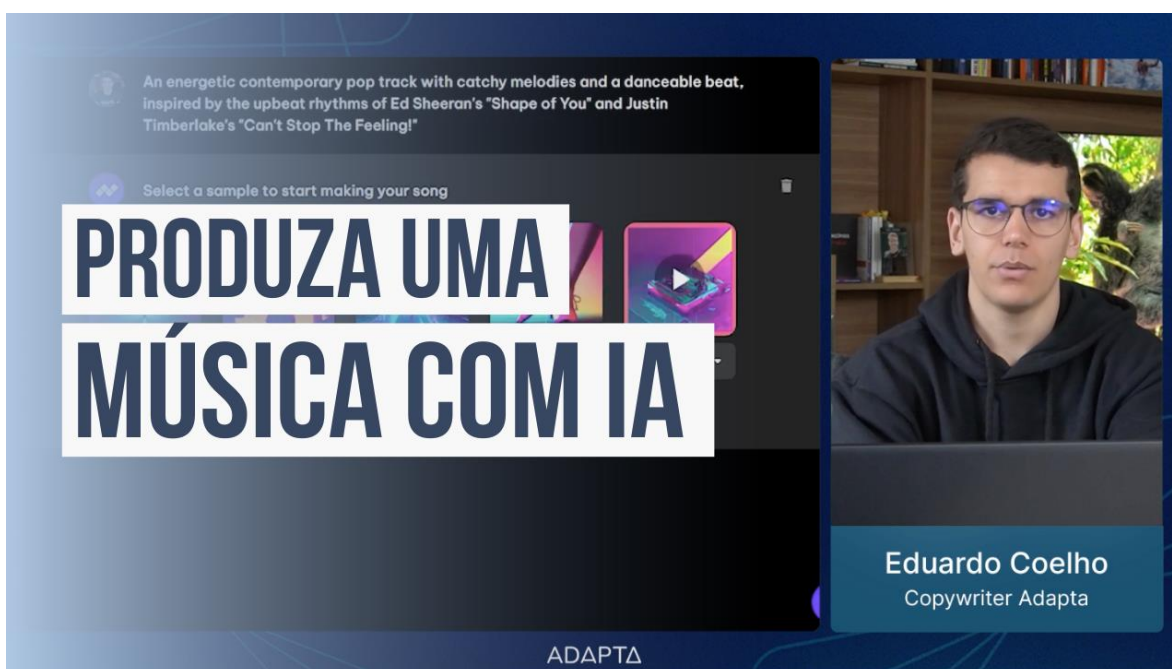 An energetic contemporary pop track with catchy melodies and a danceable beat,
inspired by the upbeat rhythms of Ed Sheeran's "Shape of You" and Justin
Timberlake's "Can't Stop The Feeling!"
Select a sample to start making your song
PRODUZA UMA
MÚSICA COM IA
Eduardo Coelho
Copywriter Adapta
ADAPTA